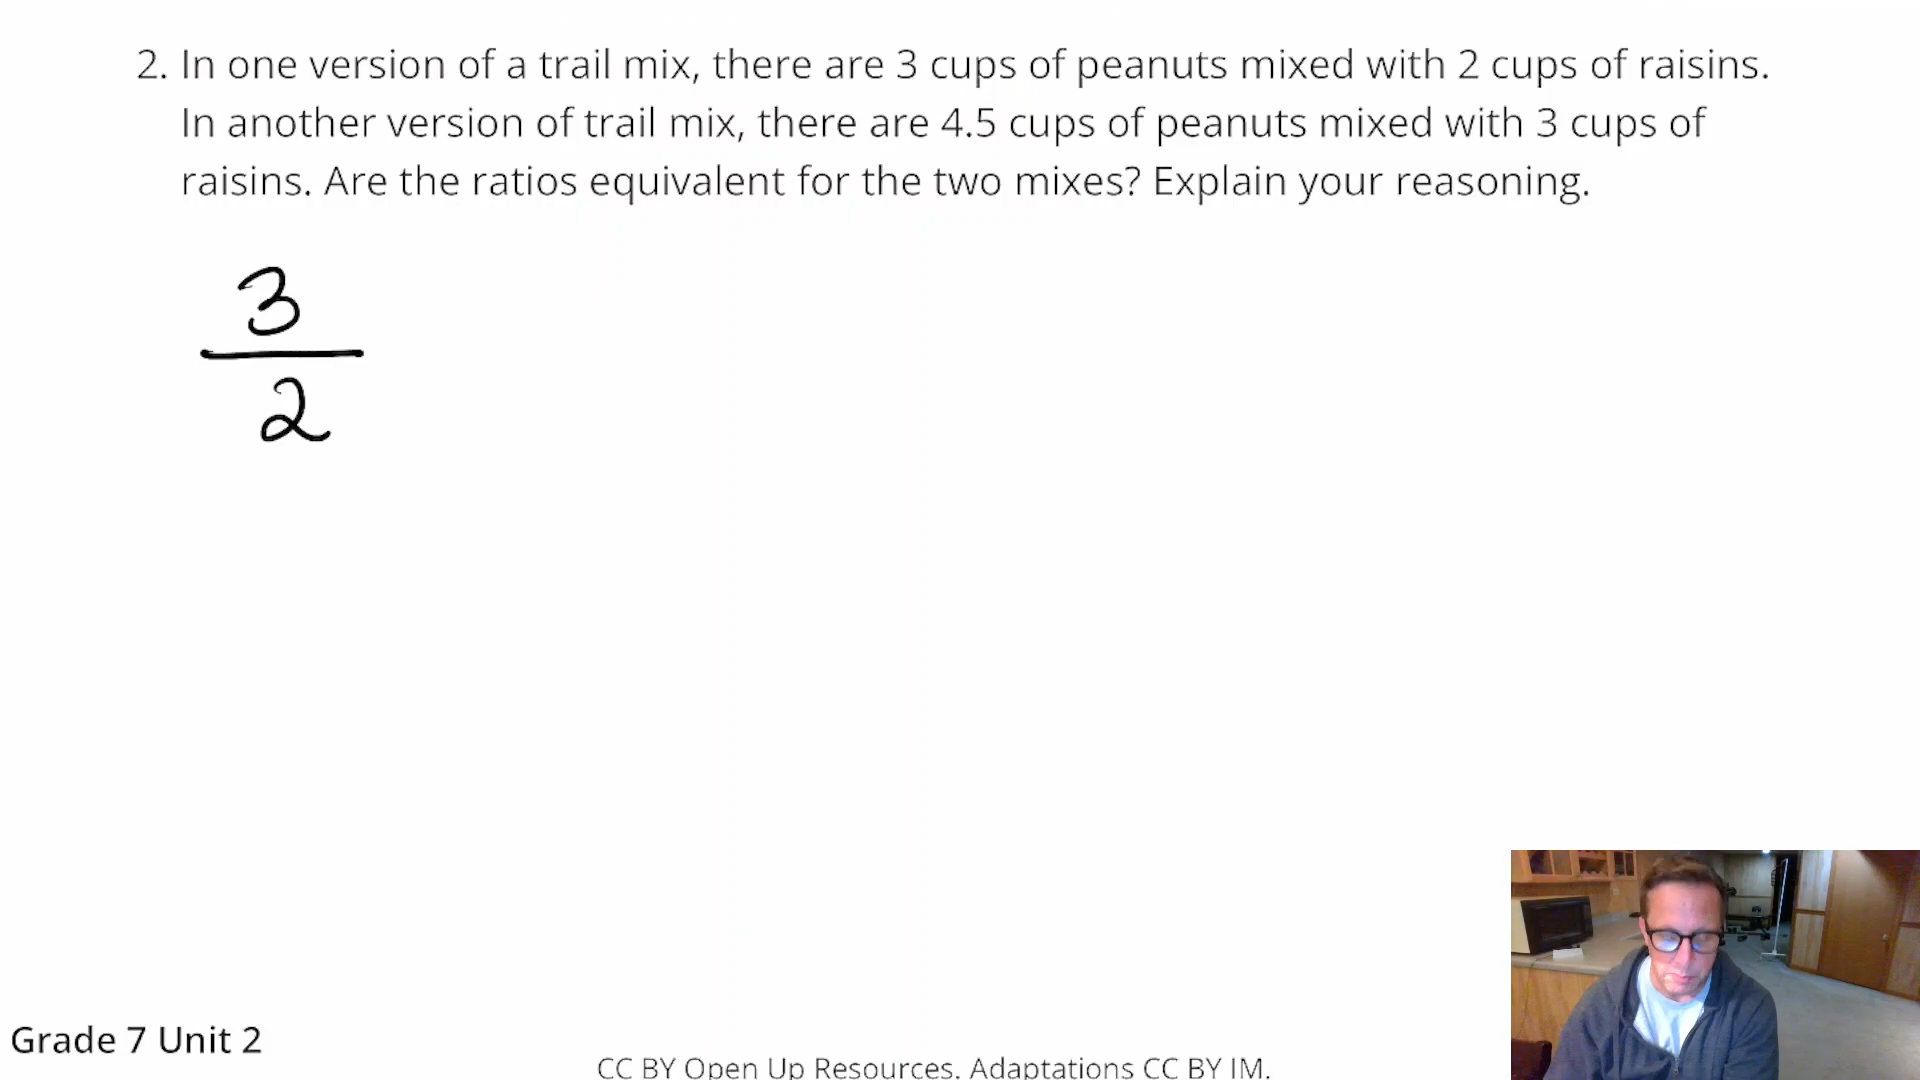 2. In one version of a trail mix, there are 3 cups of peanuts mixed with 2 cups of raisins.
In another version of trail mix, there are 4.5 cups of peanuts mixed with 3 cups of
raisins. Are the ratios equivalent for the two mixes? Explain your reasoning.
3
2
Grade 7 Unit 2
CC BY Open Up Resources. Adaptations CC BY IM.